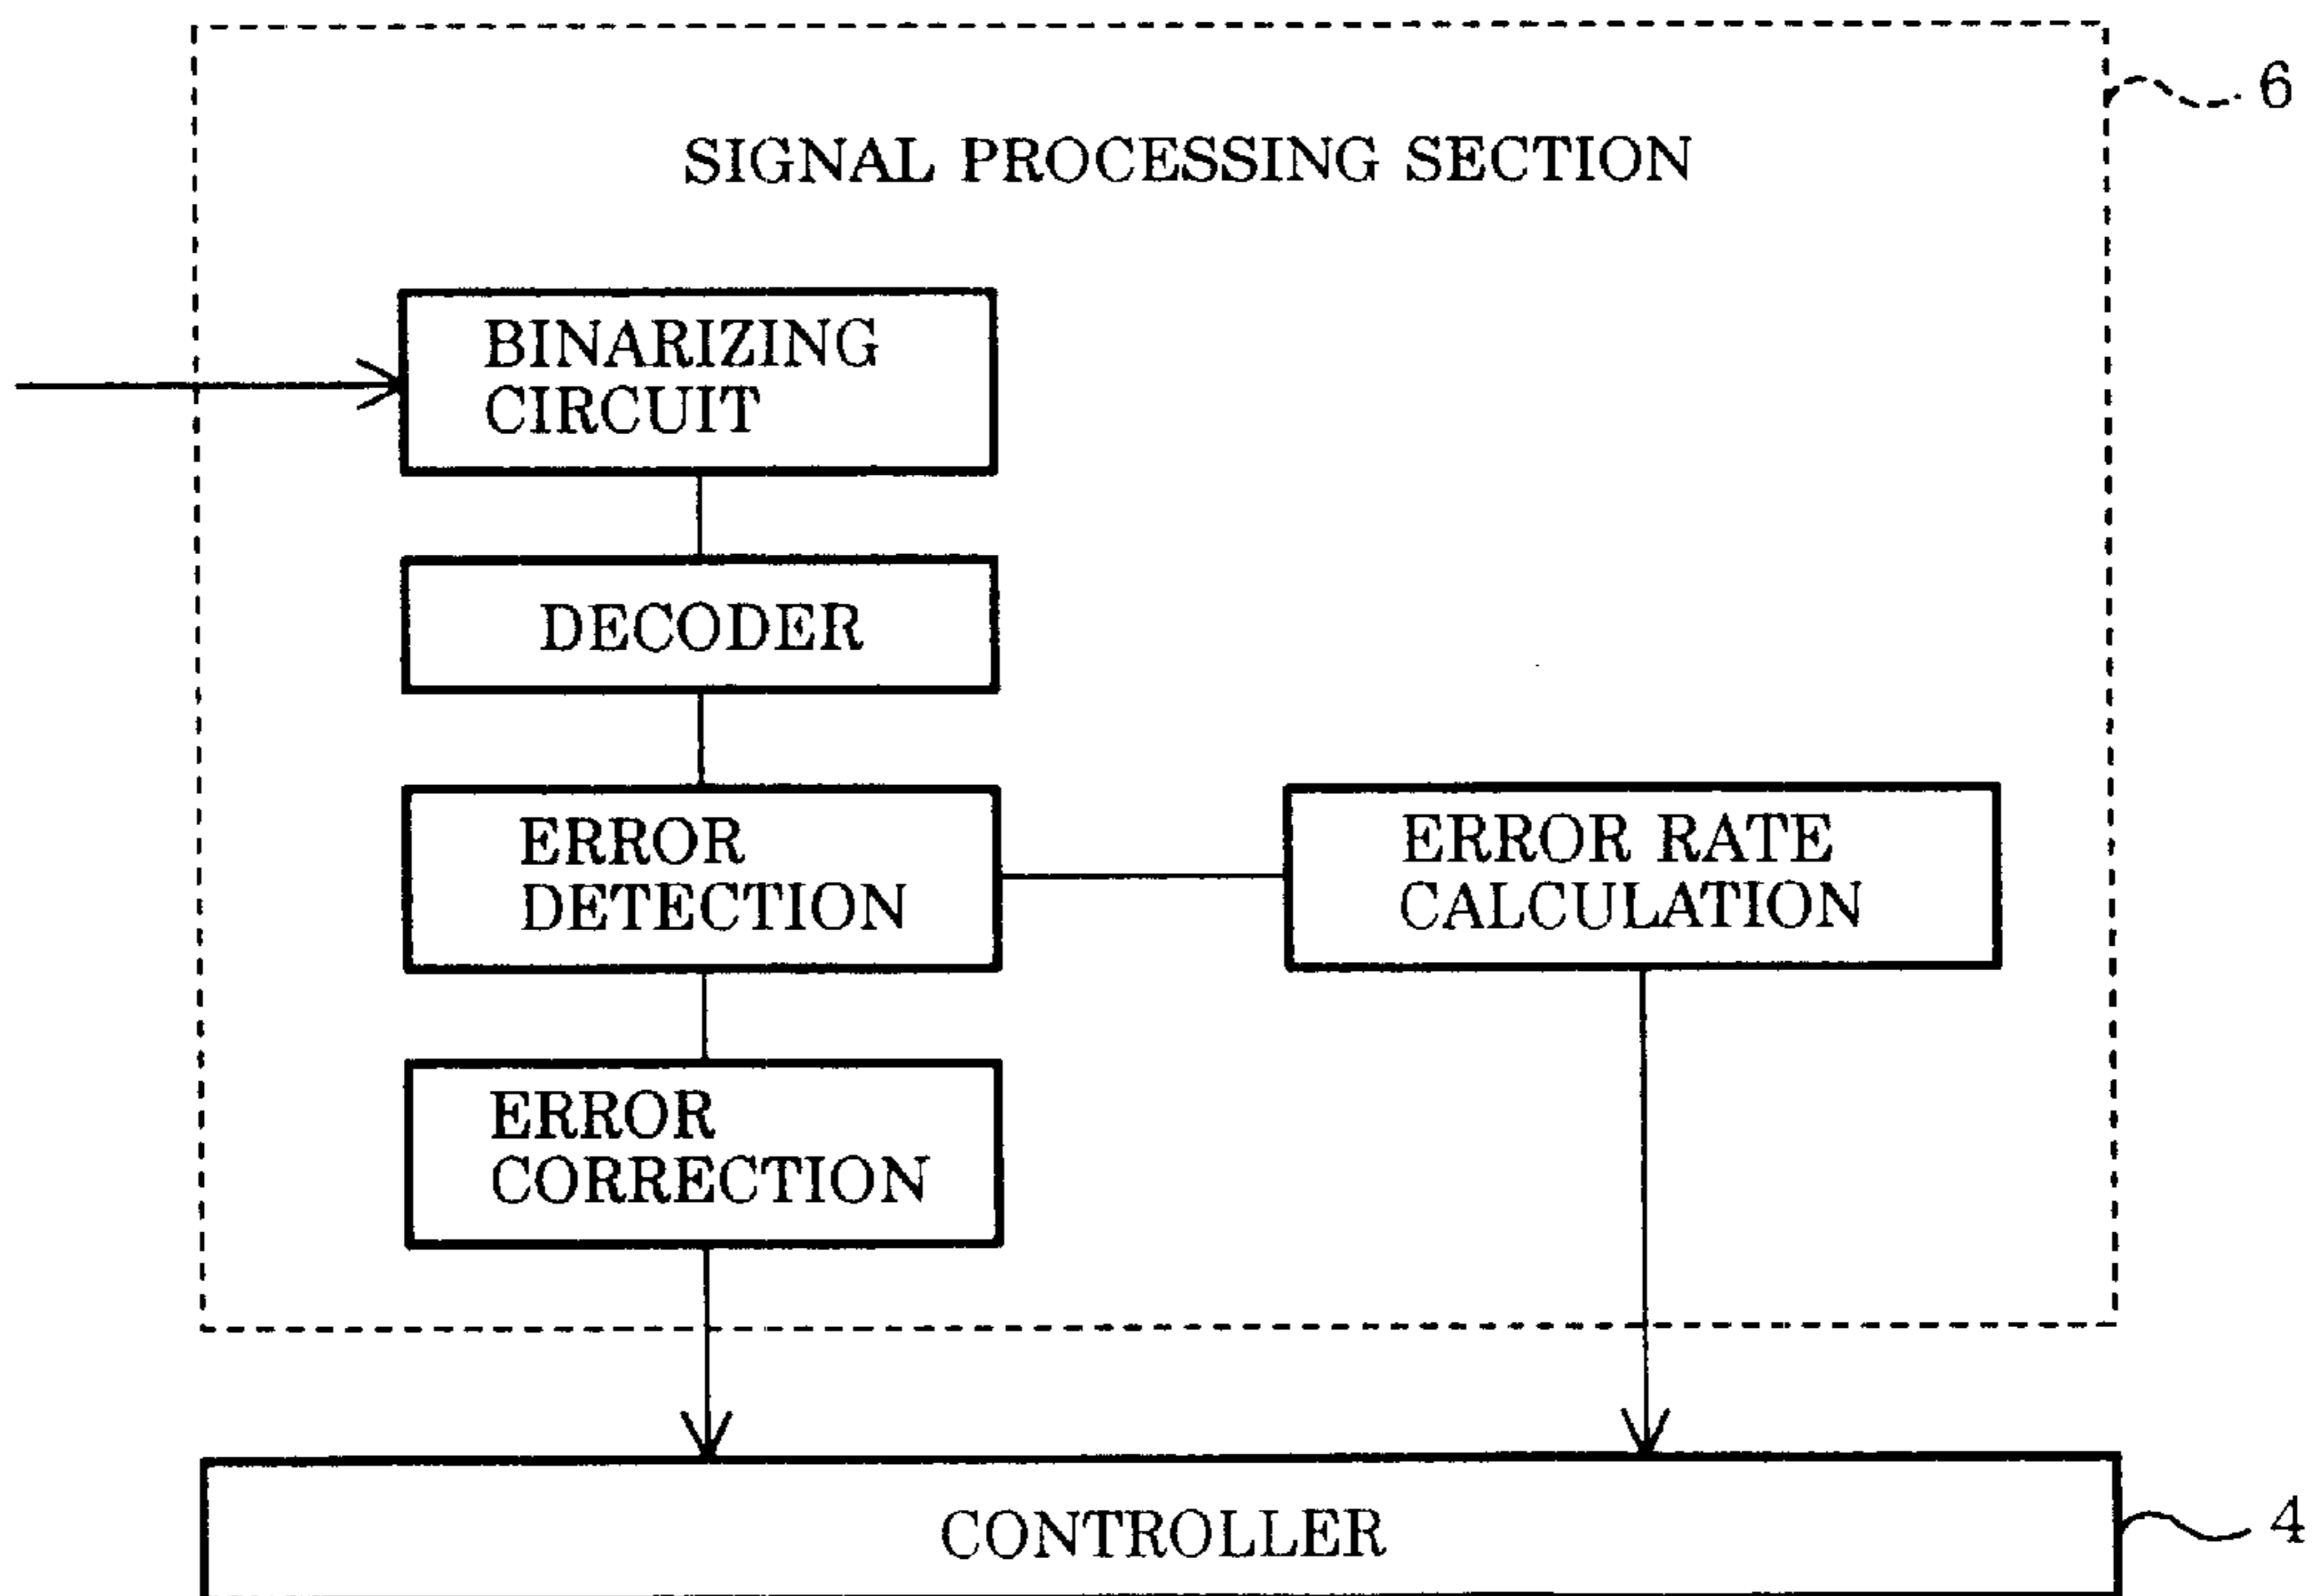 6
SIGNAL PROCESSING SECTION
BINARIZING
CIRCUIT
DECODER
ERROR
DETECTION
ERROR RATE
CALCULATION
ERROR
CORRECTION
CONTROLLER
4